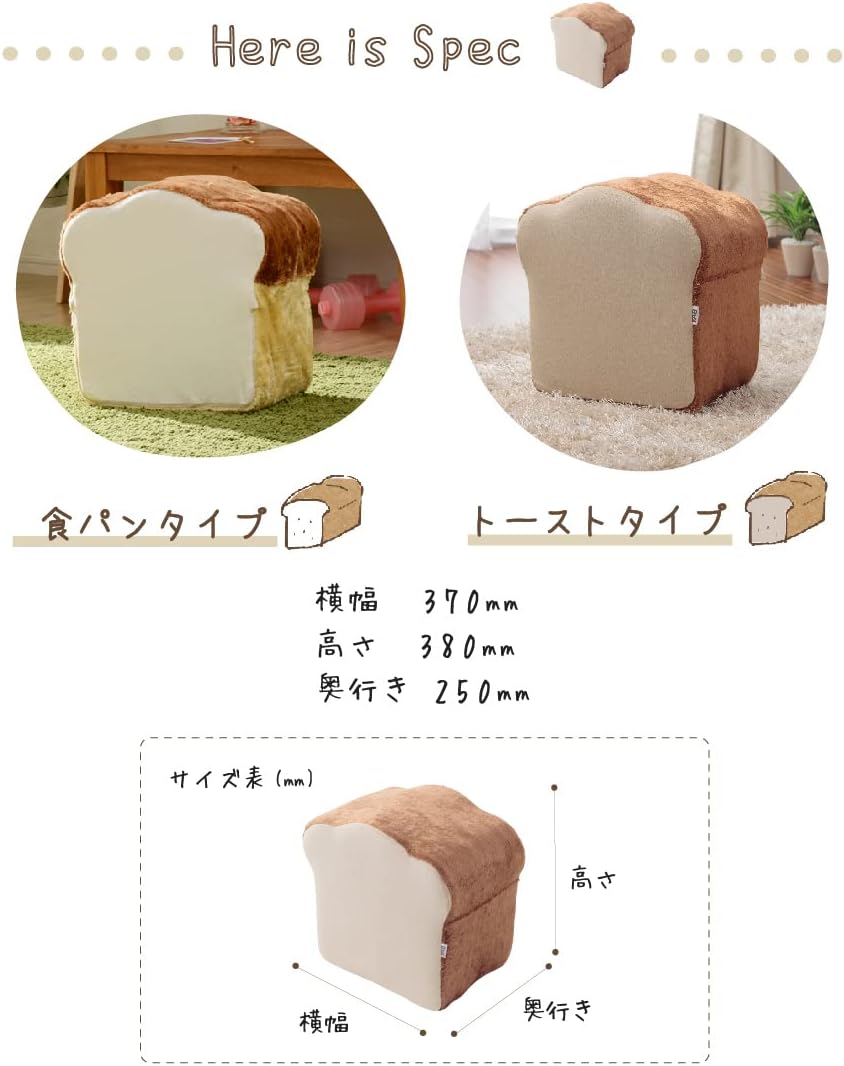 Here is Spec
食パンタイプ
トーストタイプ
横幅 370mm
高さ 380mm
奥行き 250mm
サイズ表(mm)
高さ
横幅
奥行き